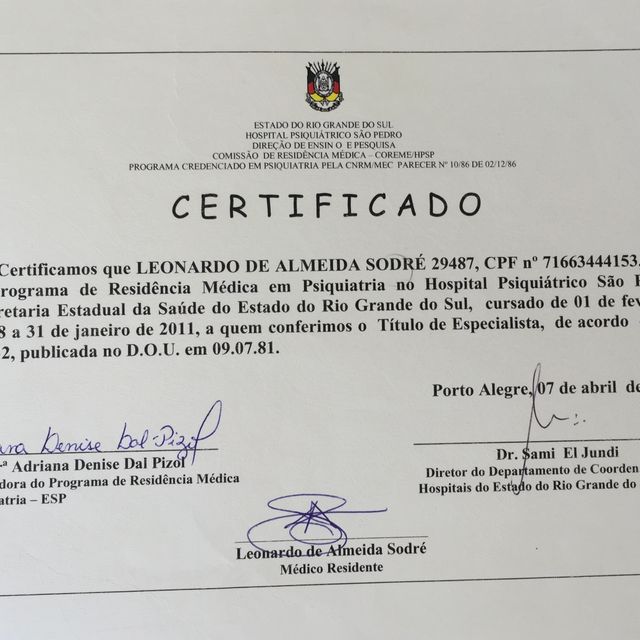 ESTADO DO RIO GRANDE DO SUL
HOSPITAL PSIQUIÁTRICO SÃO PEDRO
DIREÇÃO DE ENSIN O E PESQUISA
COMISSÃO DE RESIDÊNCIA MÉDICA – COREME/HPSP
PROGRAMA CREDENCIADO EM PSIQUIATRIA PELA CNRM/MEC PARECER Nº 10/86 DE 02/12/86
CERTIFICADO
Certificamos que LEONARDO DE ALMEIDA SODRÉ 29487, CPF nº 71663444153.
rograma de Residência Médica em Psiquiatria no Hospital Psiquiátrico São P
retaria Estadual da Saúde do Estado do Rio Grande do Sul, cursado de 01 de fev
8 a 31 de janeiro de 2011, a quem conferimos o Título de Especialista, de acordo
2, publicada no D.O.U. em 09.07.81.
Porto Alegre, 07 de abril de
ana Denise Dal-Pizol
ª Adriana Denise Dal Pizol
dora do Programa de Residência Médica
atria – ESP
Dr. Sami El Jundi
Diretor do Departamento de Coorden
Hospitais do Estado do Rio Grande do
Leonardo de Almeida Sodré
Médico Residente